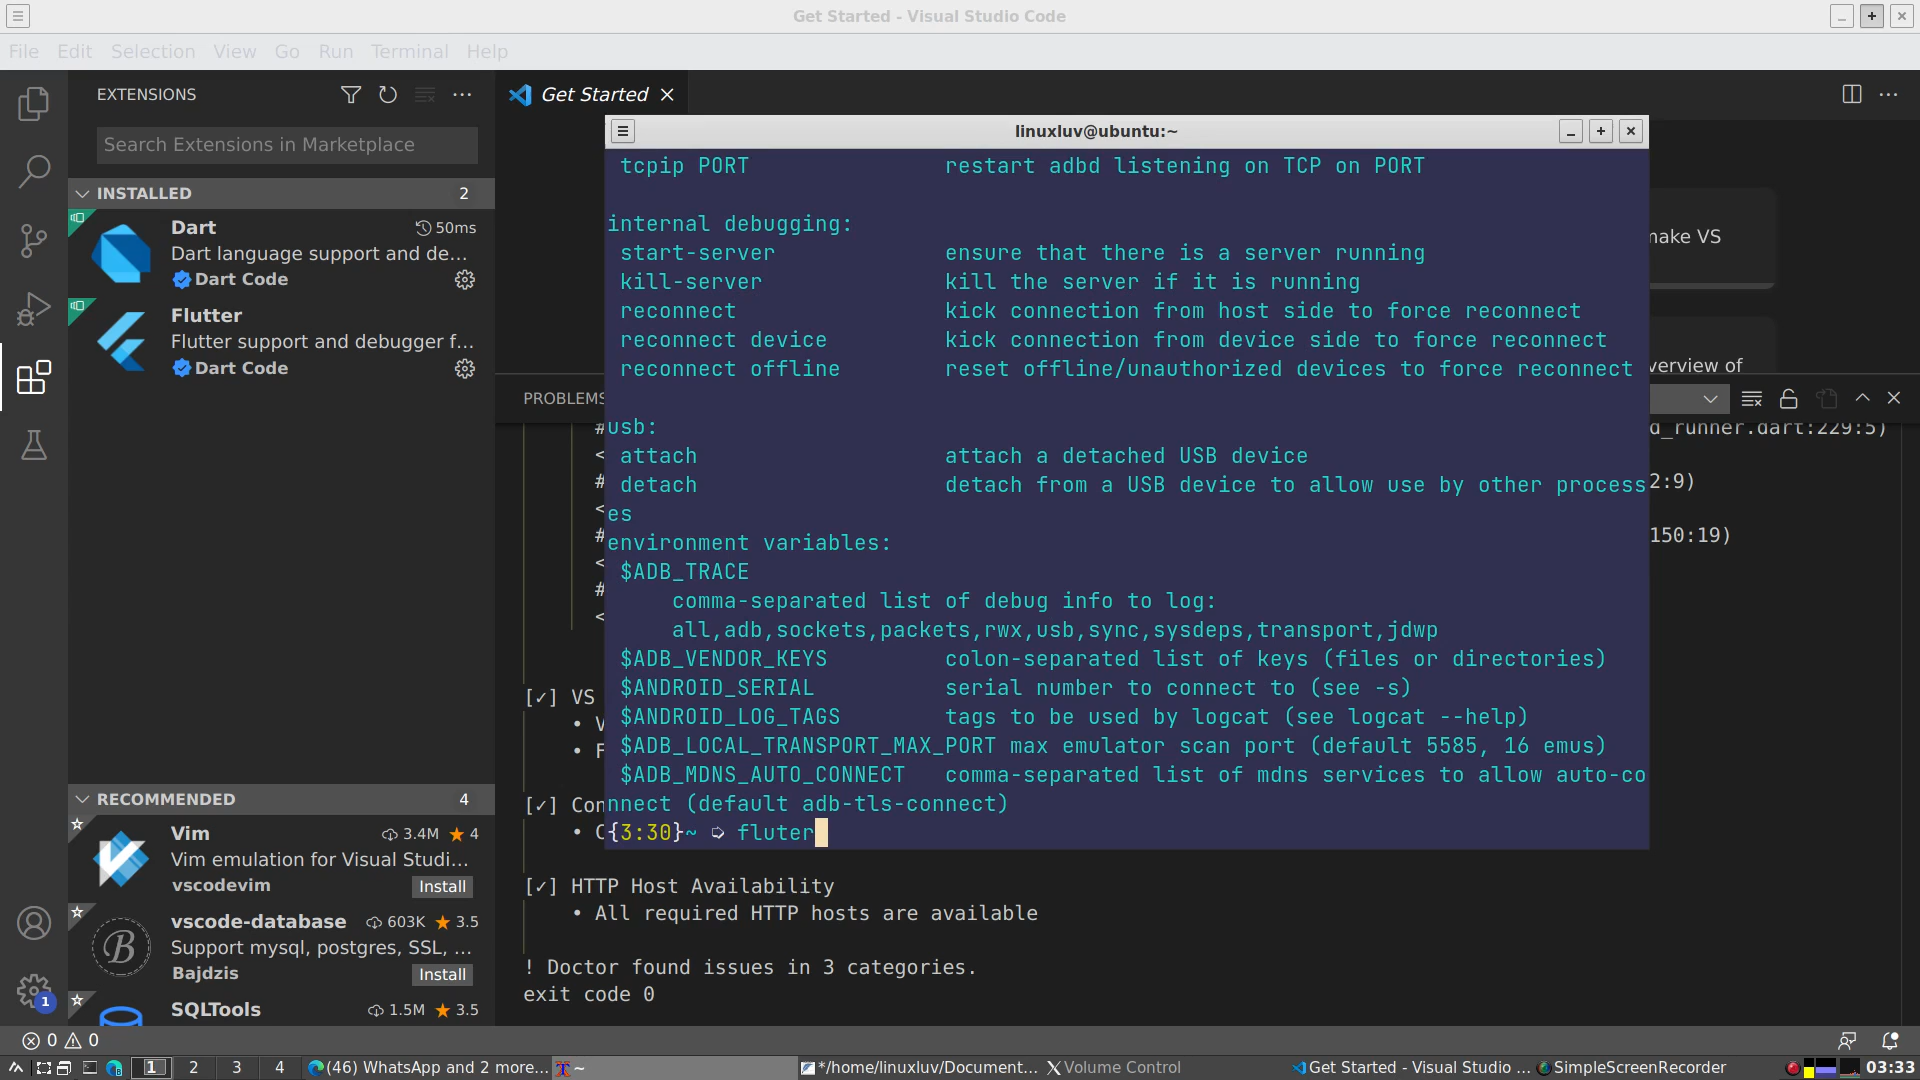 Get Started - Visual Studio Code
File Edit Selection View Go Run Terminal Help
EXTENSIONS
Search Extensions in Marketplace
INSTALLED 2
Dart 50ms
Dart language support and de...
Dart Code
Flutter
Flutter support and debugger f...
Dart Code
RECOMMENDED 4
Vim 3.4M ★ 4
Vim emulation for Visual Studi...
vscodevim Install
vscode-database 603K ★ 3.5
Support mysql, postgres, SSL, ...
Bajdzis Install
SQLTools 1.5M ★ 3.5
1
Get Started
make VS
verview of
PROBLEMS
#
<
#
<
#
<
#
<
d_runner.dart:229:5)
2:9)
150:19)
[✓] VS
• V
• F
[✓] Con
• C
[✓] HTTP Host Availability
• All required HTTP hosts are available
! Doctor found issues in 3 categories.
exit code 0
linuxluv@ubuntu:~
tcpip PORT restart adbd listening on TCP on PORT
internal debugging:
start-server ensure that there is a server running
kill-server kill the server if it is running
reconnect kick connection from host side to force reconnect
reconnect device kick connection from device side to force reconnect
reconnect offline reset offline/unauthorized devices to force reconnect
usb:
attach attach a detached USB device
detach detach from a USB device to allow use by other process
es
environment variables:
$ADB_TRACE
comma-separated list of debug info to log:
all,adb,sockets,packets,rwx,usb,sync,sysdeps,transport,jdwp
$ADB_VENDOR_KEYS colon-separated list of keys (files or directories)
$ANDROID_SERIAL serial number to connect to (see -s)
$ANDROID_LOG_TAGS tags to be used by logcat (see logcat --help)
$ADB_LOCAL_TRANSPORT_MAX_PORT max emulator scan port (default 5585, 16 emus)
$ADB_MDNS_AUTO_CONNECT comma-separated list of mdns services to allow auto-co
nnect (default adb-tls-connect)
{3:30}~ ➭ fluter
0 0
1 2 3 4 (46) WhatsApp and 2 more... ~ */home/linuxluv/Document... Volume Control Get Started - Visual Studio ... SimpleScreenRecorder 03:33